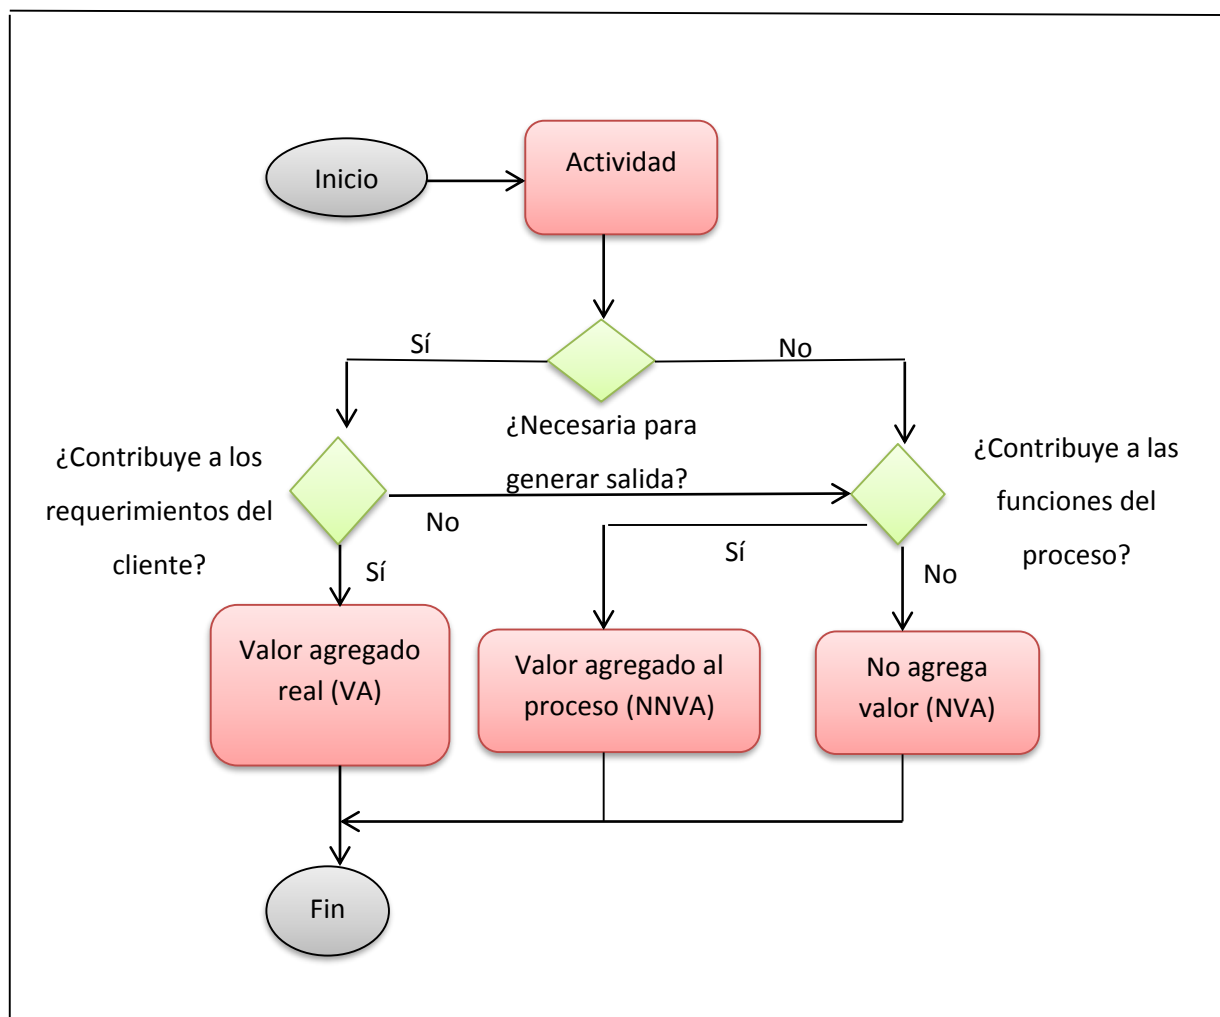 Inicio
Actividad
Sí
No
¿Necesaria para
generar salida?
¿Contribuye a los
requerimientos del
cliente?
¿Contribuye a las
funciones del
proceso?
No
Sí
Sí
No
Valor agregado
real (VA)
Valor agregado al
proceso (NNVA)
No agrega
valor (NVA)
Fin